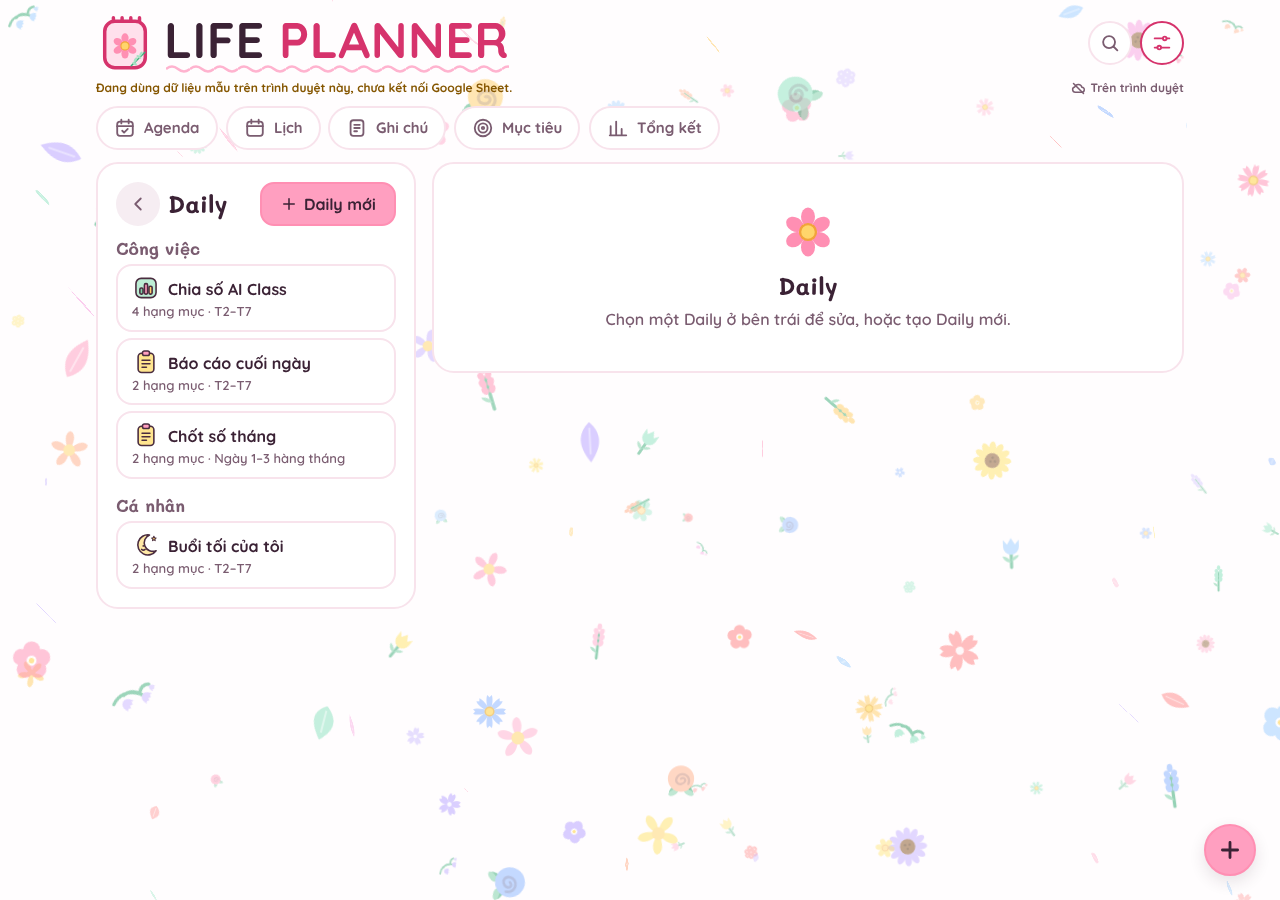 LIFE PLANNER
Đang dùng dữ liệu mẫu trên trình duyệt này, chưa kết nối Google Sheet.
Trên trình duyệt
Agenda
Lịch
Ghi chú
Mục tiêu
Tổng kết
Daily
+ Daily mới
Công việc
Chia số AI Class
4 hạng mục · T2–T7
Báo cáo cuối ngày
2 hạng mục · T2–T7
Chốt số tháng
2 hạng mục · Ngày 1–3 hàng tháng
Cá nhân
Buổi tối của tôi
2 hạng mục · T2–T7
Daily
Chọn một Daily ở bên trái để sửa, hoặc tạo Daily mới.